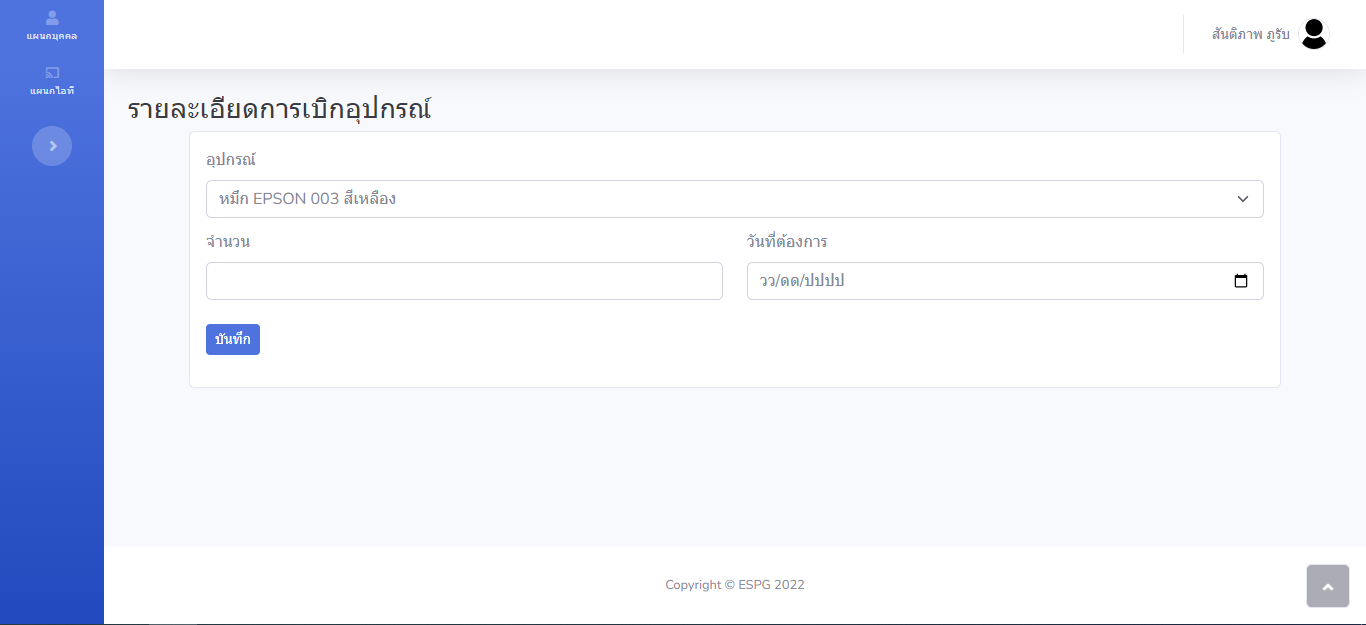 แผนกบุคคล
แผนกไอที
สันติภาพ ภูรับ
รายละเอียดการเบิกอุปกรณ์
อุปกรณ์
หมึก EPSON 003 สีเหลือง
จำนวน
วันที่ต้องการ
วว/ดด/ปปปป
บันทึก
Copyright © ESPG 2022